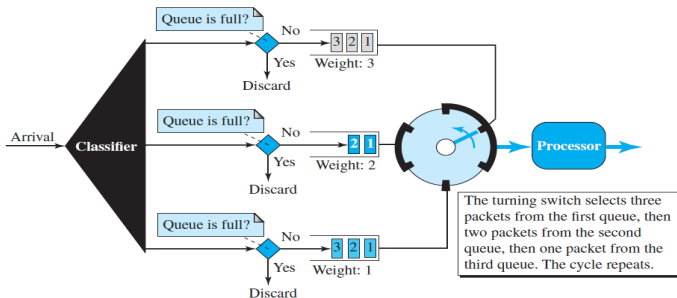 Queue is full?
No
3 2 1
Yes
Weight: 3
Discard
Arrival
Classifier
Queue is full?
No
2 1
Yes
Weight: 2
Discard
Processor
Queue is full?
No
3 2 1
Yes
Weight: 1
Discard
The turning switch selects three
packets from the first queue, then
two packets from the second
queue, then one packet from the
third queue. The cycle repeats.